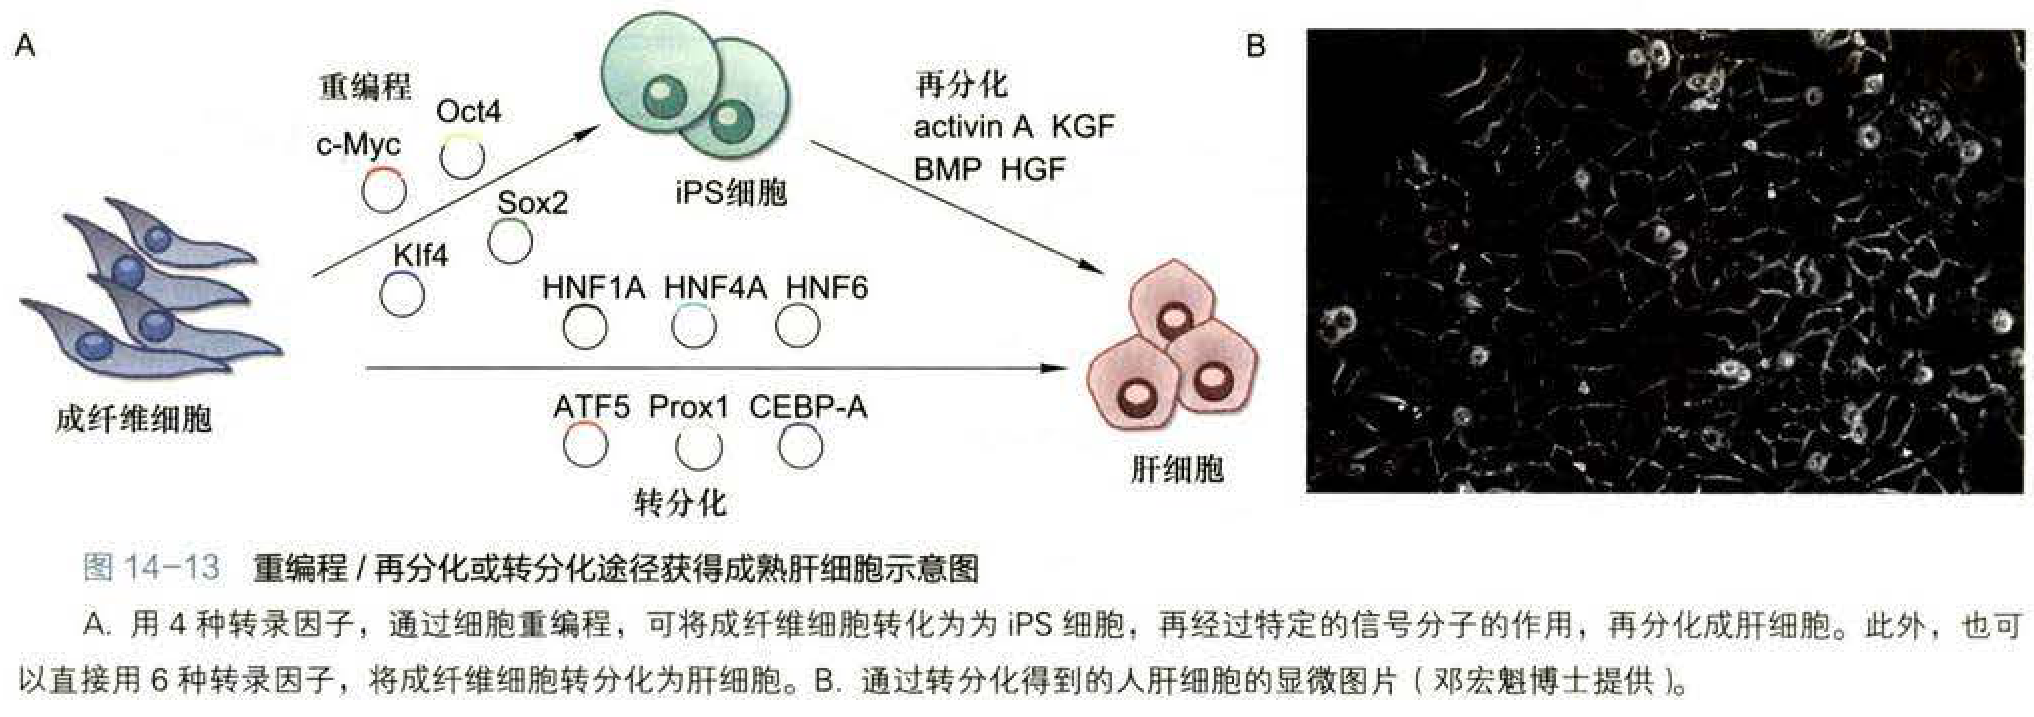 A
重编程
Oct4
c-Myc
Sox2
Klf4
iPS细胞
再分化
activin A KGF
BMP HGF
HNF1A HNF4A HNF6
ATF5 Prox1 CEBP-A
转分化
成纤维细胞
肝细胞
B
图 14-13 重编程 / 再分化或转分化途径获得成熟肝细胞示意图
A. 用 4 种转录因子，通过细胞重编程，可将成纤维细胞转化为为 iPS 细胞，再经过特定的信号分子的作用，再分化成肝细胞。此外，也可
以直接用 6 种转录因子，将成纤维细胞转分化为肝细胞。B. 通过转分化得到的人肝细胞的显微图片（邓宏魁博士提供）。